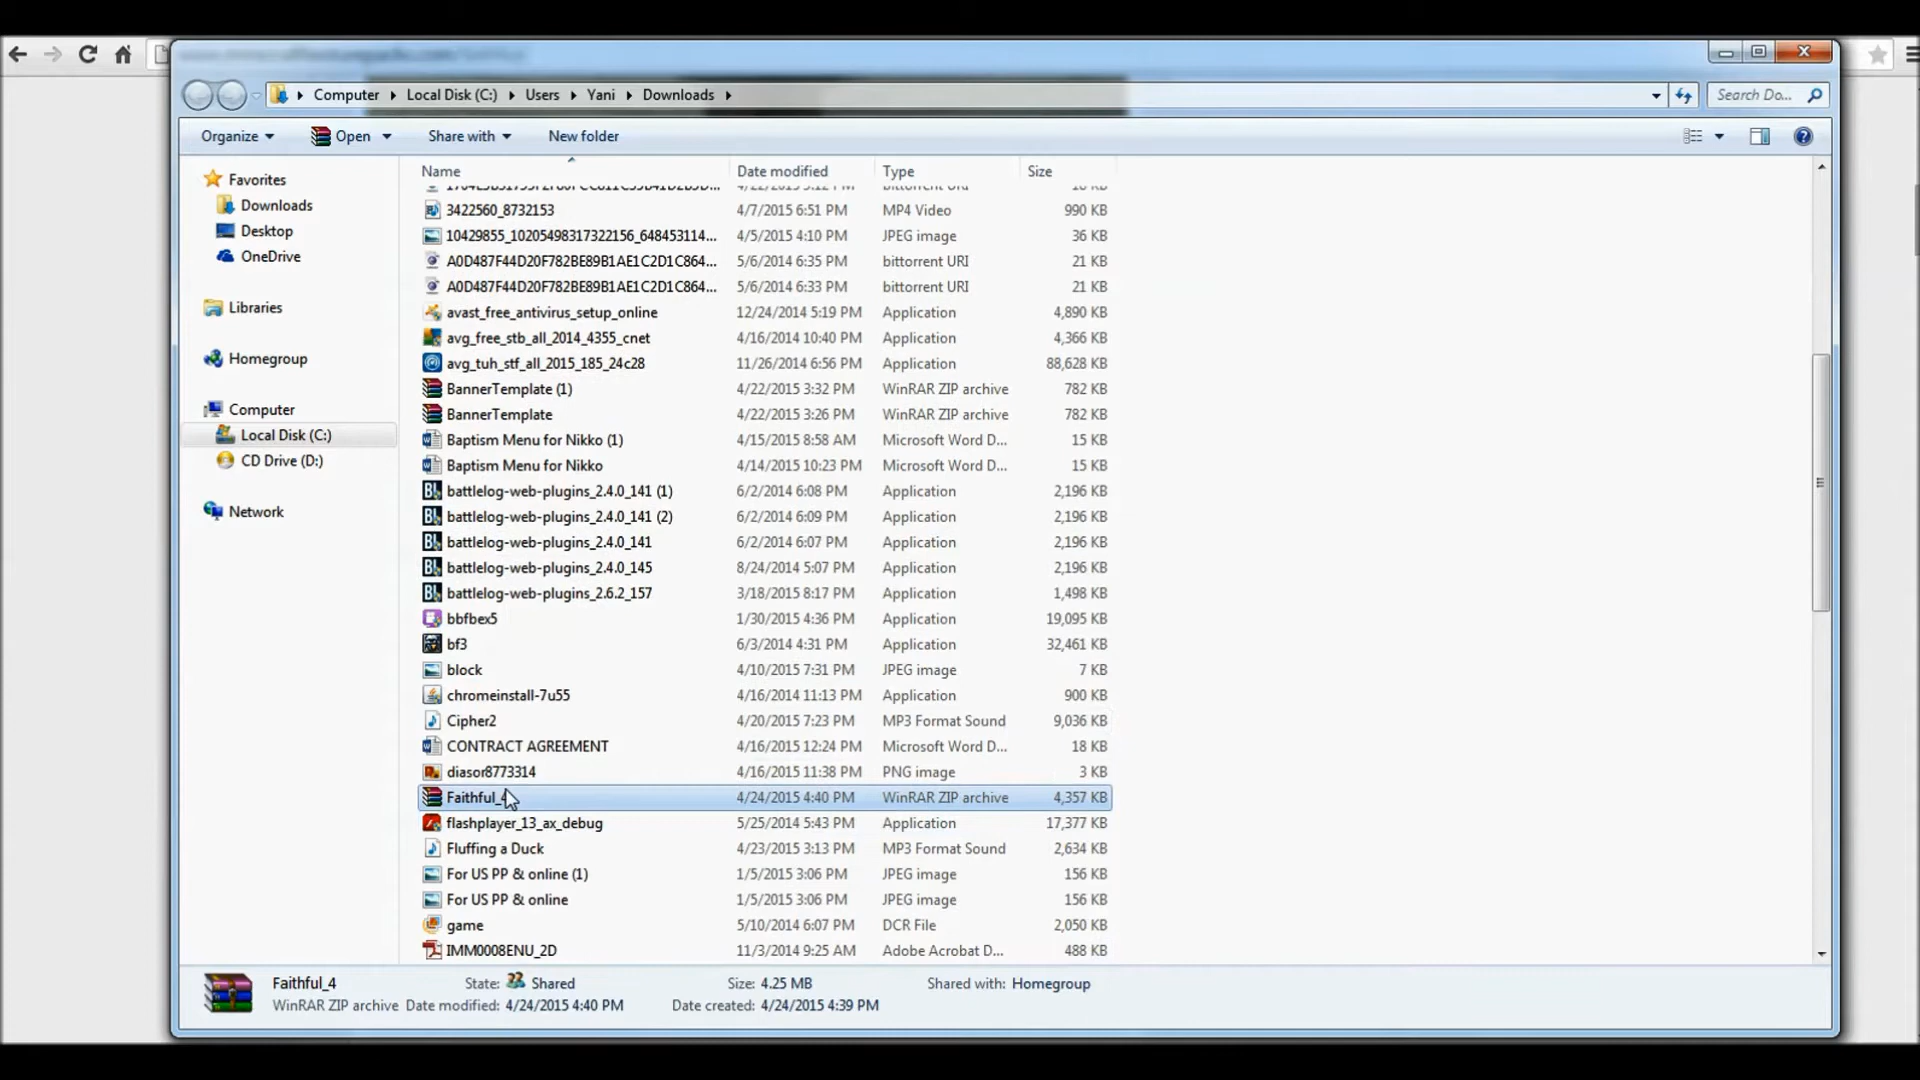 Computer Local Disk (C:) Users Yani Downloads
Search Do...
Organize Open Share with New folder
Favorites
Downloads
Desktop
OneDrive
Libraries
Homegroup
Computer
Local Disk (C:)
CD Drive (D:)
Network
Name Date modified Type Size
3422560_8732153 4/7/2015 6:51 PM MP4 Video 990 KB
10429855_10205498317322156_648453114... 4/5/2015 4:10 PM JPEG image 36 KB
A0D487F44D20F782BE89B1AE1C2D1C864... 5/6/2014 6:35 PM bittorrent URI 21 KB
A0D487F44D20F782BE89B1AE1C2D1C864... 5/6/2014 6:33 PM bittorrent URI 21 KB
avast_free_antivirus_setup_online 12/24/2014 5:19 PM Application 4,890 KB
avg_free_stb_all_2014_4355_cnet 4/16/2014 10:40 PM Application 4,366 KB
avg_tuh_stf_all_2015_185_24c28 11/26/2014 6:56 PM Application 88,628 KB
BannerTemplate (1) 4/22/2015 3:32 PM WinRAR ZIP archive 782 KB
BannerTemplate 4/22/2015 3:26 PM WinRAR ZIP archive 782 KB
Baptism Menu for Nikko (1) 4/15/2015 8:58 AM Microsoft Word D... 15 KB
Baptism Menu for Nikko 4/14/2015 10:23 PM Microsoft Word D... 15 KB
battlelog-web-plugins_2.4.0_141 (1) 6/2/2014 6:08 PM Application 2,196 KB
battlelog-web-plugins_2.4.0_141 (2) 6/2/2014 6:09 PM Application 2,196 KB
battlelog-web-plugins_2.4.0_141 6/2/2014 6:07 PM Application 2,196 KB
battlelog-web-plugins_2.4.0_145 8/24/2014 5:07 PM Application 2,196 KB
battlelog-web-plugins_2.6.2_157 3/18/2015 8:17 PM Application 1,498 KB
bbfbex5 1/30/2015 4:36 PM Application 19,095 KB
bf3 6/3/2014 4:31 PM Application 32,461 KB
block 4/10/2015 7:31 PM JPEG image 7 KB
chromeinstall-7u55 4/16/2014 11:13 PM Application 900 KB
Cipher2 4/20/2015 7:23 PM MP3 Format Sound 9,036 KB
CONTRACT AGREEMENT 4/16/2015 12:24 PM Microsoft Word D... 18 KB
diasor8773314 4/16/2015 11:38 PM PNG image 3 KB
Faithful_4 4/24/2015 4:40 PM WinRAR ZIP archive 4,357 KB
flashplayer_13_ax_debug 5/25/2014 5:43 PM Application 17,377 KB
Fluffing a Duck 4/23/2015 3:13 PM MP3 Format Sound 2,634 KB
For US PP & online (1) 1/5/2015 3:06 PM JPEG image 156 KB
For US PP & online 1/5/2015 3:06 PM JPEG image 156 KB
game 5/10/2014 6:07 PM DCR File 2,050 KB
IMM0008ENU_2D 11/3/2014 9:25 AM Adobe Acrobat D... 488 KB
Faithful_4 State: Shared Size: 4.25 MB Shared with: Homegroup
WinRAR ZIP archive Date modified: 4/24/2015 4:40 PM Date created: 4/24/2015 4:39 PM